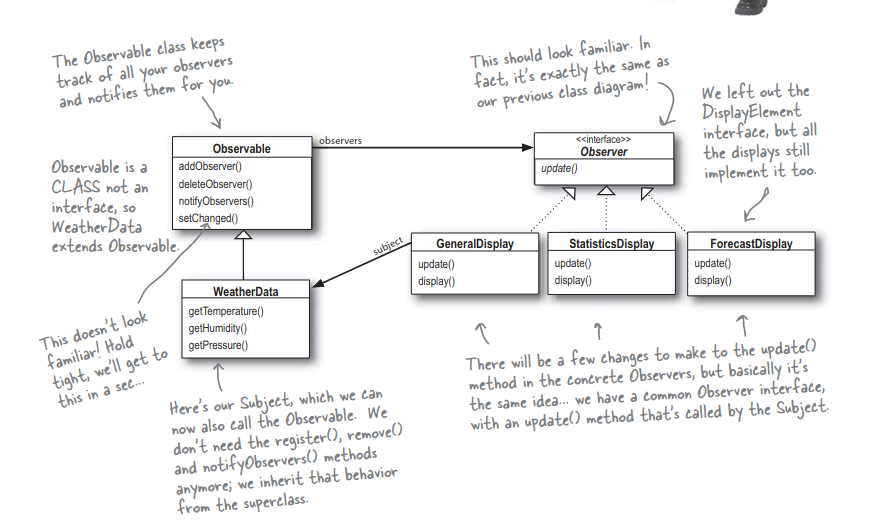 The Observable class keeps
track of all your observers
and notifies them for you.
This should look familiar. In
fact, it's exactly the same as
our previous class diagram!
We left out the
DisplayElement
interface, but all
the displays still
implement it too.
Observable is a
CLASS not an
interface, so
WeatherData
extends Observable.
Observable
addObserver()
deleteObserver()
notifyObservers()
setChanged()
observers
<<interface>>
Observer
update()
subject
GeneralDisplay
update()
display()
StatisticsDisplay
update()
display()
ForecastDisplay
update()
display()
WeatherData
getTemperature()
getHumidity()
getPressure()
This doesn't look
familiar! Hold
tight, we'll get to
this in a sec...
Here's our Subject, which we can
now also call the Observable. We
don't need the register(), remove()
and notifyObservers() methods
anymore; we inherit that behavior
from the superclass.
There will be a few changes to make to the update()
method in the concrete Observers, but basically it's
the same idea... we have a common Observer interface,
with an update() method that's called by the Subject.